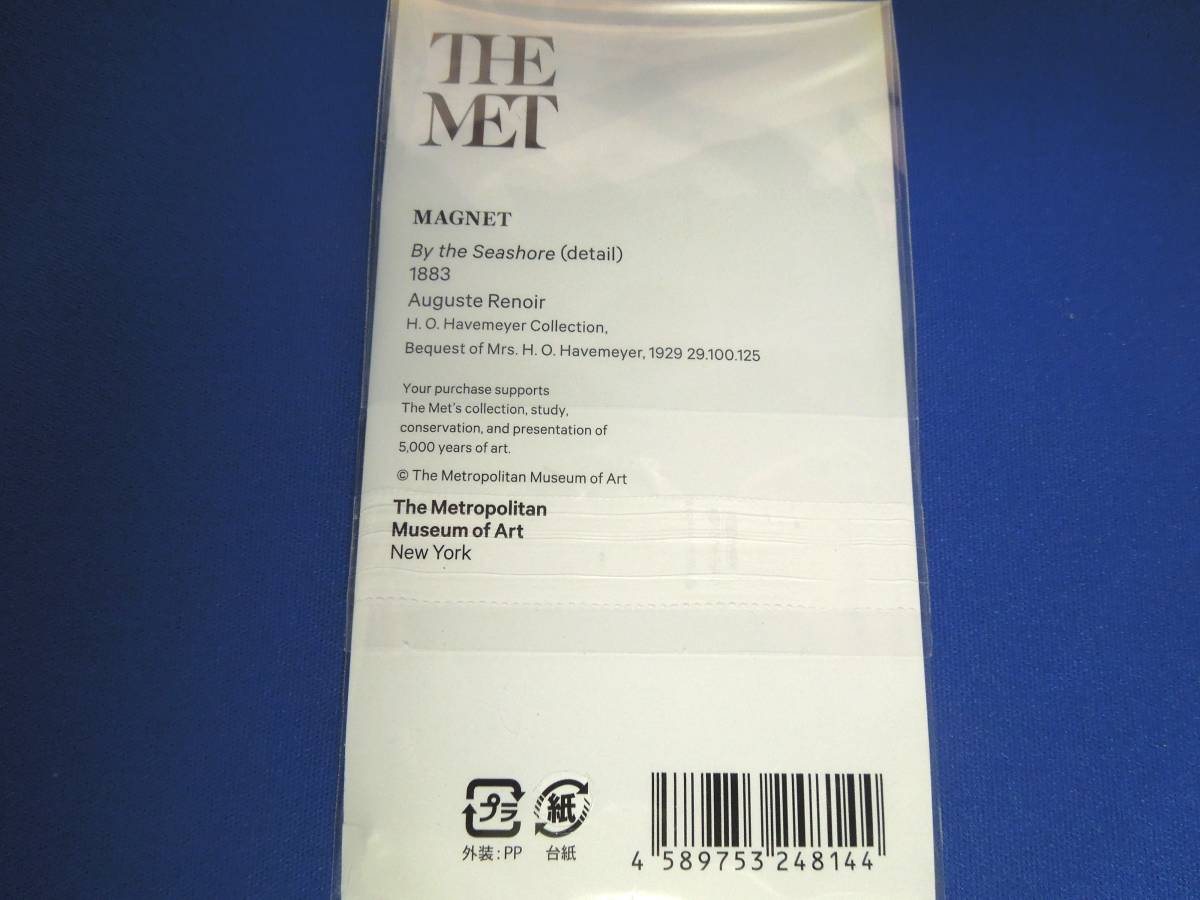 THE
MET
MAGNET
By the Seashore (detail)
1883
Auguste Renoir
H. O. Havemeyer Collection,
Bequest of Mrs. H. O. Havemeyer, 1929 29.100.125
Your purchase supports
The Met's collection, study,
conservation, and presentation of
5,000 years of art.
© The Metropolitan Museum of Art
The Metropolitan
Museum of Art
New York
プラ 紙
外装:PP 台紙
4 589753 248144